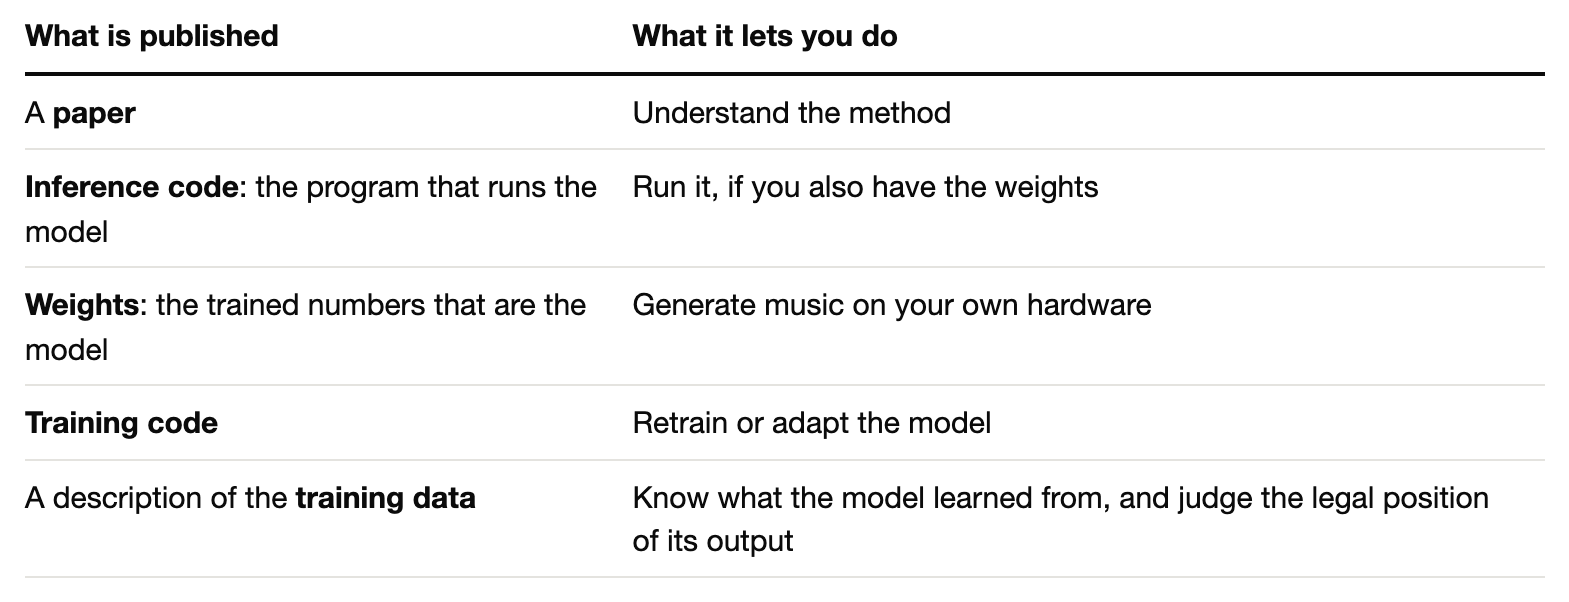 What is published
What it lets you do
A paper
Understand the method
Inference code: the program that runs the
model
Run it, if you also have the weights
Weights: the trained numbers that are the
model
Generate music on your own hardware
Training code
Retrain or adapt the model
A description of the training data
Know what the model learned from, and judge the legal position
of its output